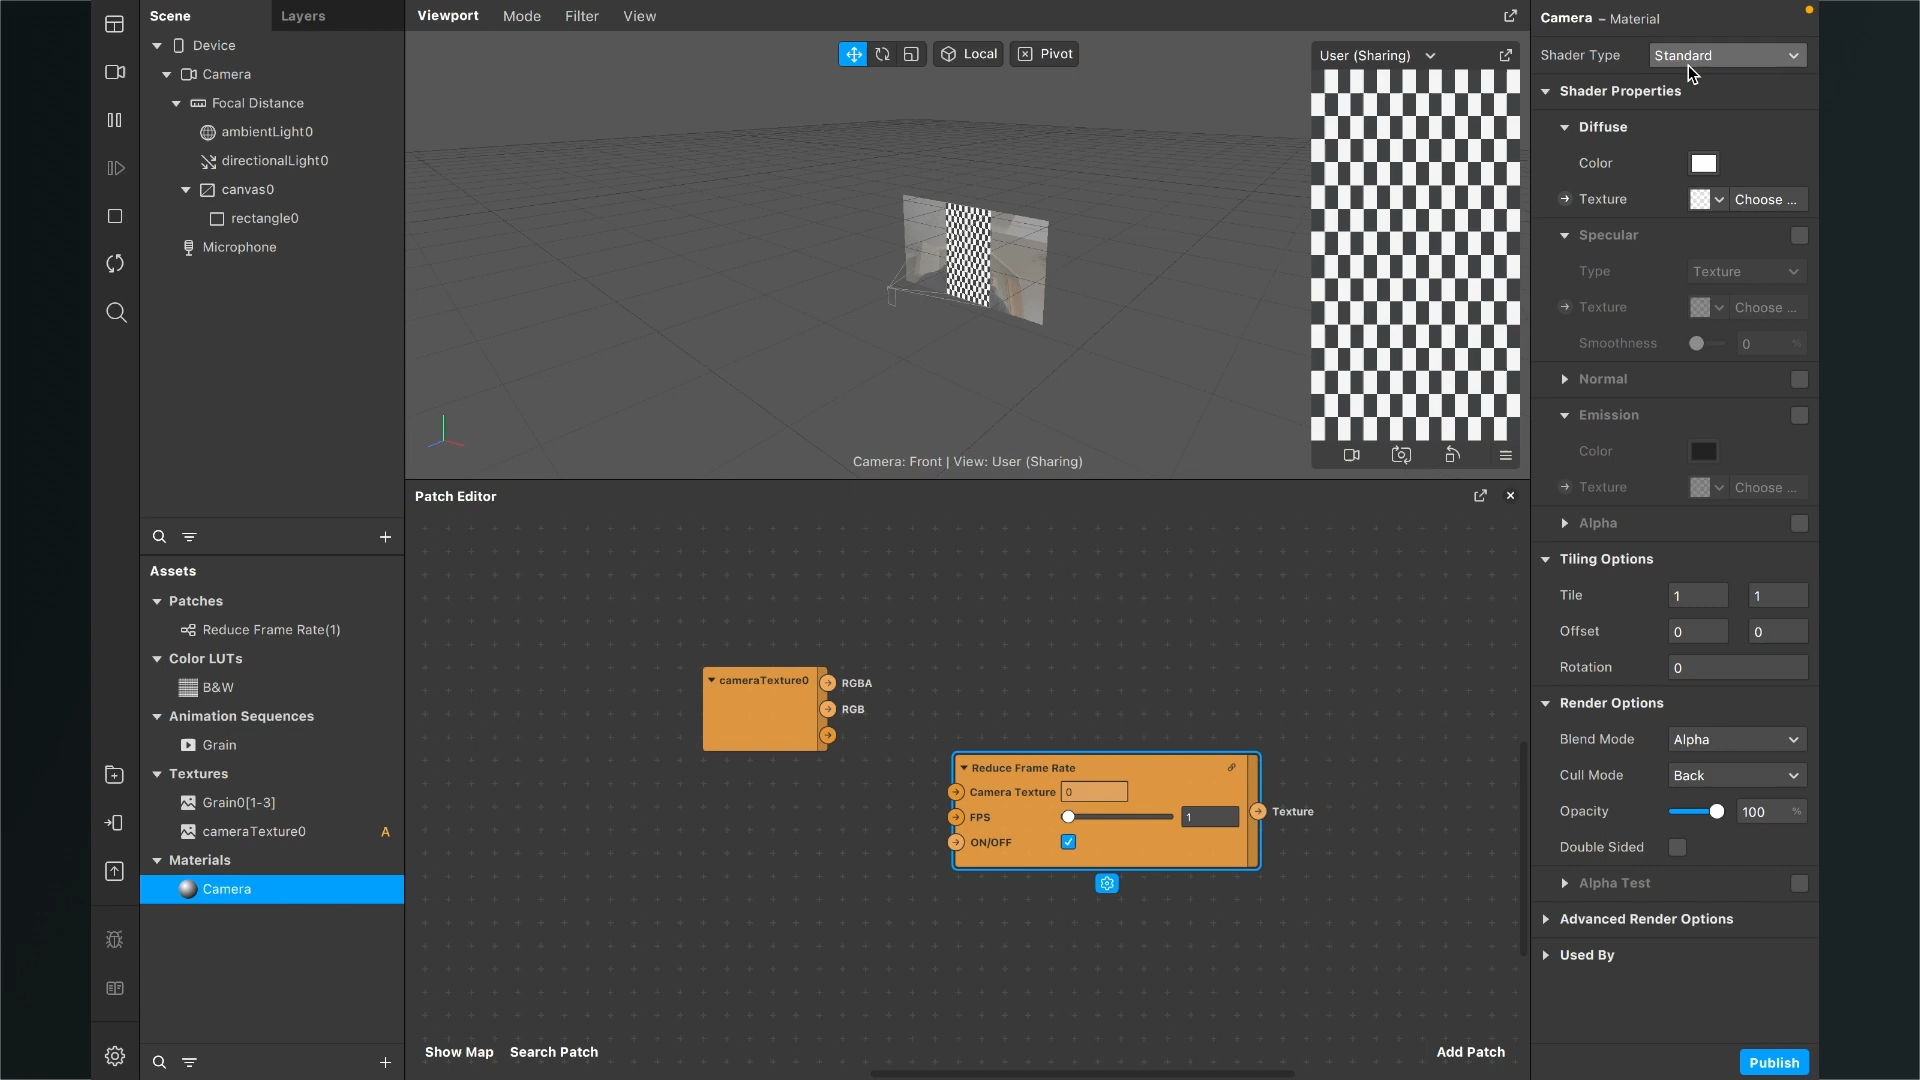 Scene
Layers
Device
Camera
Focal Distance
ambientLight0
directionalLight0
canvas0
rectangle0
Microphone
Assets
Patches
Reduce Frame Rate(1)
Color LUTs
B&W
Animation Sequences
Grain
Textures
Grain0[1-3]
cameraTexture0 A
Materials
Camera
Viewport Mode Filter View
Local Pivot
User (Sharing)
Camera: Front | View: User (Sharing)
Patch Editor
cameraTexture0
RGBA
RGB
Reduce Frame Rate
Camera Texture 0
FPS 1
ON/OFF
Texture
Show Map Search Patch
Add Patch
Camera – Material
Shader Type Standard
Shader Properties
Diffuse
Color
Texture Choose ...
Specular
Type Texture
Texture Choose ...
Smoothness 0 %
Normal
Emission
Color
Texture Choose ...
Alpha
Tiling Options
Tile 1 1
Offset 0 0
Rotation 0
Render Options
Blend Mode Alpha
Cull Mode Back
Opacity 100 %
Double Sided
Alpha Test
Advanced Render Options
Used By
Publish